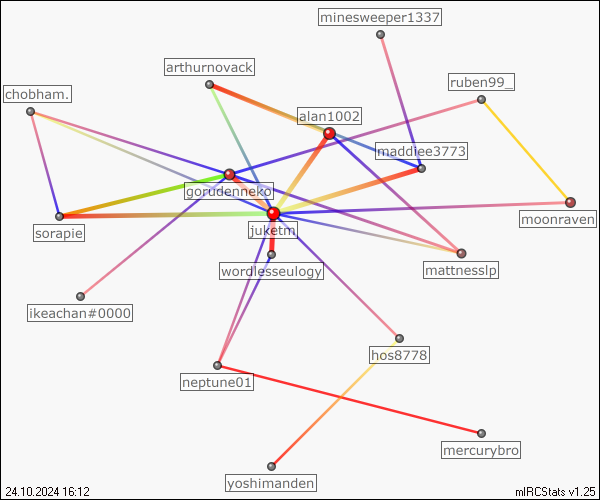 minesweeper1337
arthurnovack
ruben99_
chobham.
alan1002
maddiee3773
gorudenneko
juketm
moonraven
sorapie
wordlesseulogy
mattnesslp
ikeachan#0000
hos8778
neptune01
mercurybro
yoshimanden
24.10.2024 16:12
mIRCStats v1.25